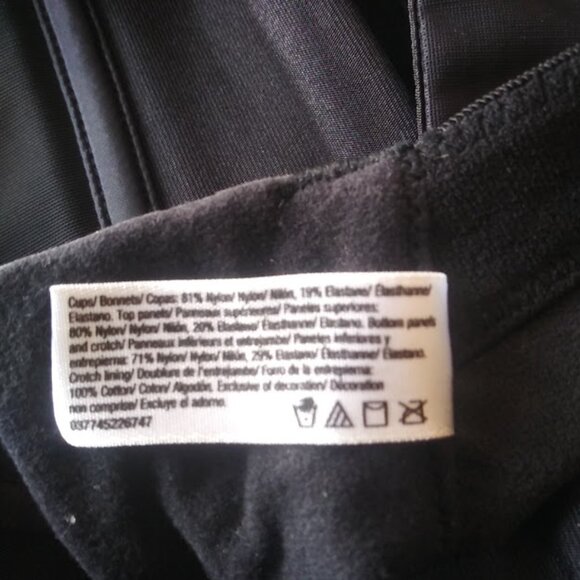 Cups/ Bonnets/ Copas: 81% Nylon/ Nylon/ Nilón, 19% Elastane/ Élasthanne/
Elastano. Top panels/ Panneaux supérieurs/ Paneles superiores;
80% Nylon/ Nylon/ Nilón, 20% Elastane/ Élasthanne/ Elastano. Bottom panels
and crotch/ Panneaux inférieurs et entrejambe/ Paneles inferiores y
entrepierna: 71% Nylon/ Nylon/ Nilón, 29% Elastane/ Élasthanne/ Elastano.
Crotch lining/ Doublure de l'entrejambe/ Forro de la entrepierna:
100% Cotton/ Coton/ Algodón. Exclusive of decoration/ Décoration
non comprise/ Excluye el adorno.
037745226747